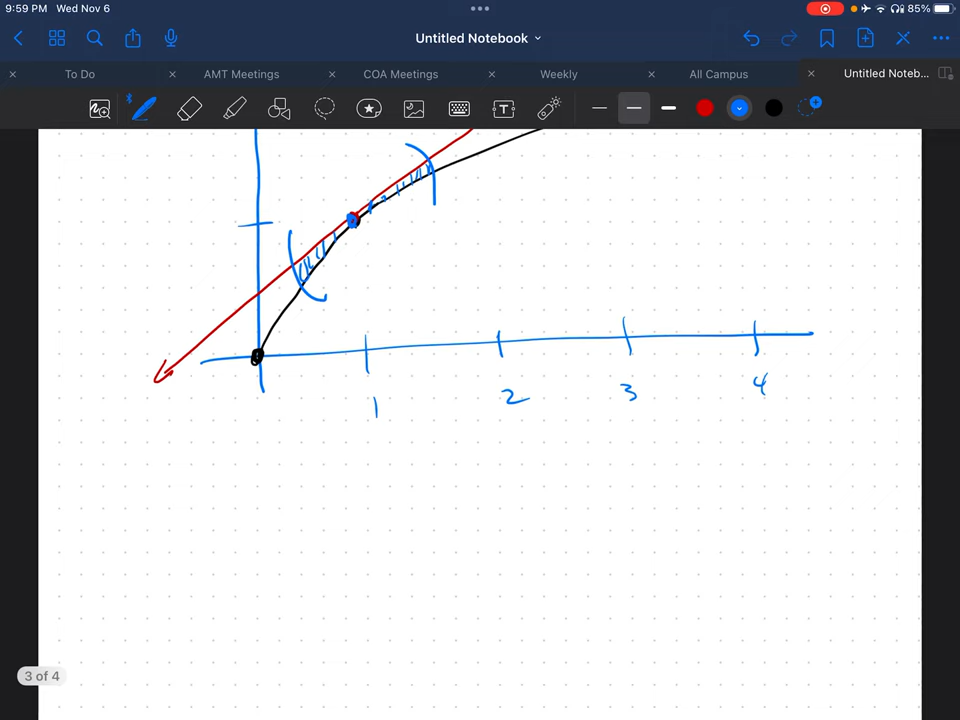 9:59 PM Wed Nov 6
85%
Untitled Notebook
To Do
AMT Meetings
COA Meetings
Weekly
All Campus
Untitled Noteb...
T
1
2
3
4
3 of 4